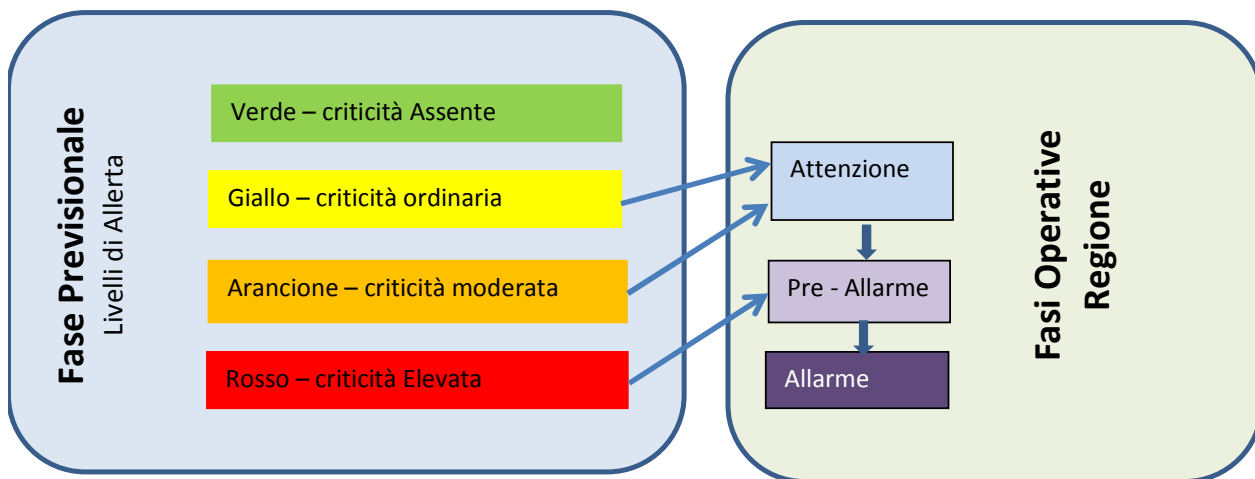 Fase Previsionale
Livelli di Allerta
Verde – criticità Assente
Giallo – criticità ordinaria
Arancione – criticità moderata
Rosso – criticità Elevata
Attenzione
Pre - Allarme
Allarme
Fasi Operative
Regione